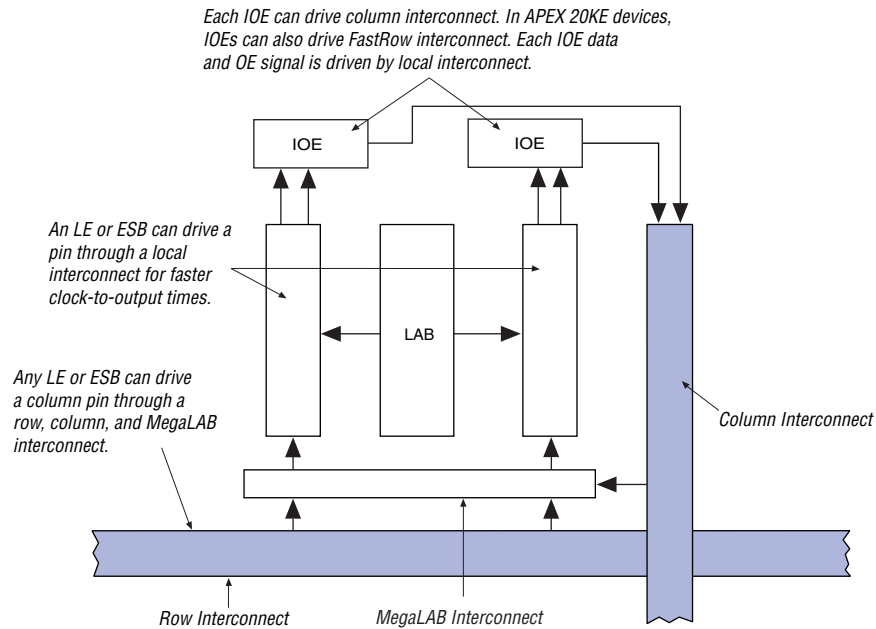 Each IOE can drive column interconnect. In APEX 20KE devices,
IOEs can also drive FastRow interconnect. Each IOE data
and OE signal is driven by local interconnect.
IOE
IOE
An LE or ESB can drive a
pin through a local
interconnect for faster
clock-to-output times.
LAB
Any LE or ESB can drive
a column pin through a
row, column, and MegaLAB
interconnect.
Column Interconnect
Row Interconnect
MegaLAB Interconnect